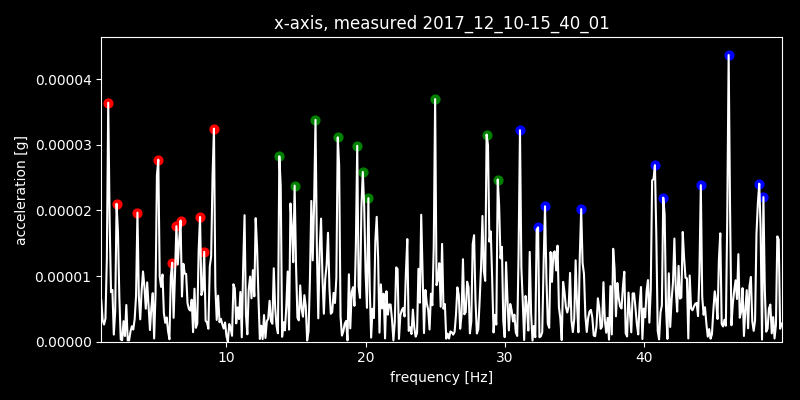 x-axis, measured 2017_12_10-15_40_01
acceleration [g]
0.00004
0.00003
0.00002
0.00001
0.00000
10 20 30 40
frequency [Hz]